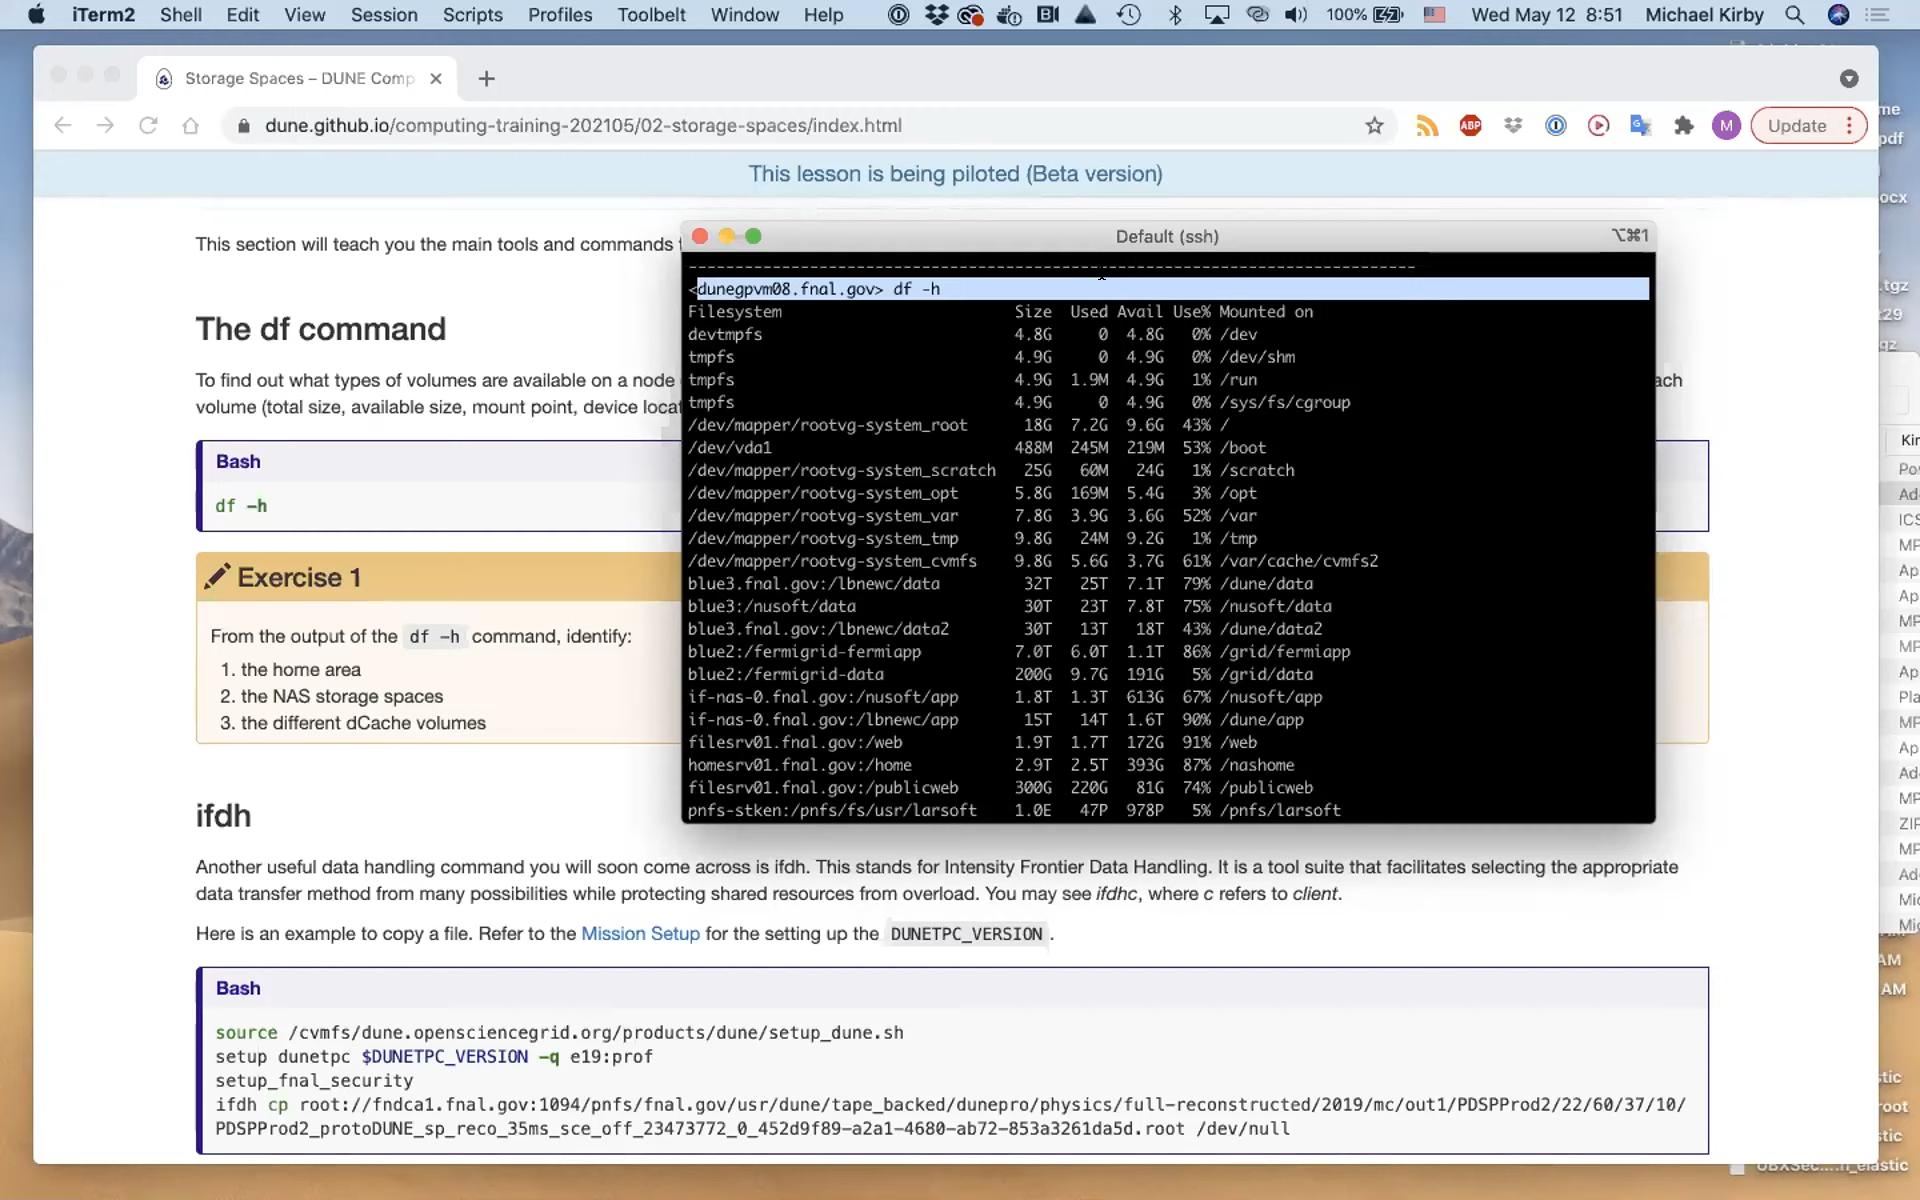 iTerm2 Shell Edit View Session Scripts Profiles Toolbelt Window Help 100% Wed May 12 8:51 Michael Kirby
Storage Spaces – DUNE Comp
dune.github.io/computing-training-202105/02-storage-spaces/index.html
ABP
M
Update
This lesson is being piloted (Beta version)
This section will teach you the main tools and commands
The df command
To find out what types of volumes are available on a node
ach
volume (total size, available size, mount point, device locat
Bash
df -h
Exercise 1
From the output of the df -h command, identify:
1. the home area
2. the NAS storage spaces
3. the different dCache volumes
Default (ssh)
⌥⌘1
<dunegpvm08.fnal.gov> df -h
Filesystem Size Used Avail Use% Mounted on
devtmpfs 4.8G 0 4.8G 0% /dev
tmpfs 4.9G 0 4.9G 0% /dev/shm
tmpfs 4.9G 1.9M 4.9G 1% /run
tmpfs 4.9G 0 4.9G 0% /sys/fs/cgroup
/dev/mapper/rootvg-system_root 18G 7.2G 9.6G 43% /
/dev/vda1 488M 245M 219M 53% /boot
/dev/mapper/rootvg-system_scratch 25G 60M 24G 1% /scratch
/dev/mapper/rootvg-system_opt 5.8G 169M 5.4G 3% /opt
/dev/mapper/rootvg-system_var 7.8G 3.9G 3.6G 52% /var
/dev/mapper/rootvg-system_tmp 9.8G 24M 9.2G 1% /tmp
/dev/mapper/rootvg-system_cvmfs 9.8G 5.6G 3.7G 61% /var/cache/cvmfs2
blue3.fnal.gov:/lbnewc/data 32T 25T 7.1T 79% /dune/data
blue3:/nusoft/data 30T 23T 7.8T 75% /nusoft/data
blue3.fnal.gov:/lbnewc/data2 30T 13T 18T 43% /dune/data2
blue2:/fermigrid-fermiapp 7.0T 6.0T 1.1T 86% /grid/fermiapp
blue2:/fermigrid-data 200G 9.7G 191G 5% /grid/data
if-nas-0.fnal.gov:/nusoft/app 1.8T 1.3T 613G 67% /nusoft/app
if-nas-0.fnal.gov:/lbnewc/app 15T 14T 1.6T 90% /dune/app
filesrv01.fnal.gov:/web 1.9T 1.7T 172G 91% /web
homesrv01.fnal.gov:/home 2.9T 2.5T 393G 87% /nashome
filesrv01.fnal.gov:/publicweb 300G 220G 81G 74% /publicweb
pnfs-stken:/pnfs/fs/usr/larsoft 1.0E 47P 978P 5% /pnfs/larsoft
ifdh
Another useful data handling command you will soon come across is ifdh. This stands for Intensity Frontier Data Handling. It is a tool suite that facilitates selecting the appropriate
data transfer method from many possibilities while protecting shared resources from overload. You may see ifdhc, where c refers to client.
Here is an example to copy a file. Refer to the Mission Setup for the setting up the DUNETPC_VERSION .
Bash
source /cvmfs/dune.opensciencegrid.org/products/dune/setup_dune.sh
setup dunetpc $DUNETPC_VERSION -q e19:prof
setup_fnal_security
ifdh cp root://fndca1.fnal.gov:1094/pnfs/fnal.gov/usr/dune/tape_backed/dunepro/physics/full-reconstructed/2019/mc/out1/PDSPProd2/22/60/37/10/
PDSPProd2_protoDUNE_sp_reco_35ms_sce_off_23473772_0_452d9f89-a2a1-4680-ab72-853a3261da5d.root /dev/null